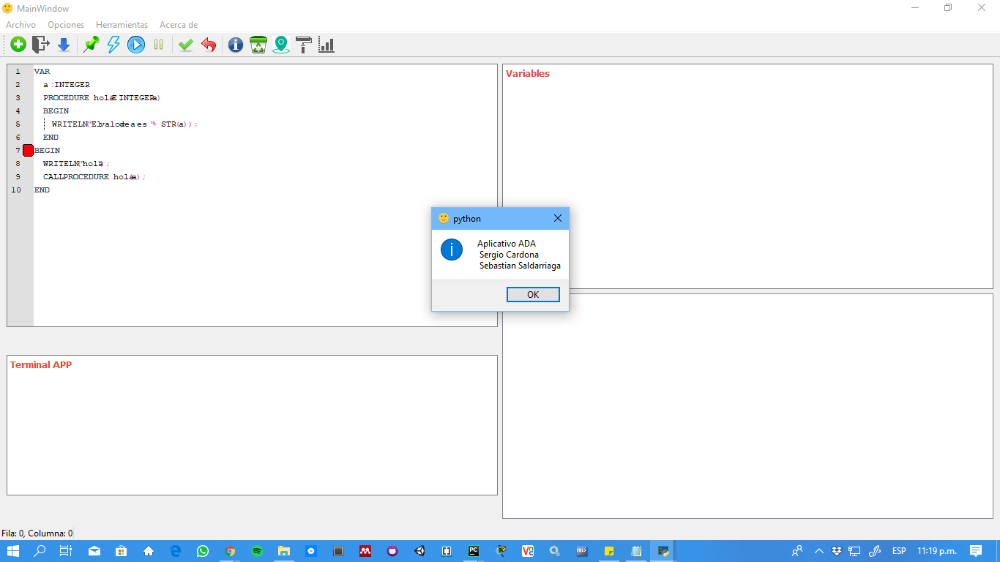 MainWindow
Archivo Opciones Herramientas Acerca de
1 VAR
2 a :INTEGER
3 PROCEDURE hola(E INTEGER a)
4 BEGIN
5 WRITELN("El valor de a es "+ STR(a));
6 END
7 BEGIN
8 WRITELN("hola");
9 CALLPROCEDURE hola(a);
10 END
Variables
python
Aplicativo ADA
Sergio Cardona
Sebastian Saldarriaga
OK
Terminal APP
Fila: 0, Columna: 0
ESP 11:19 p.m.